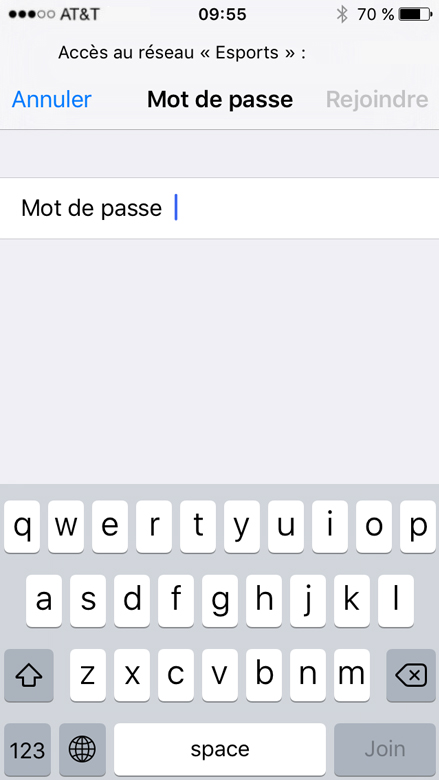 AT&T 09:55 70 %
Accès au réseau « Esports » :
Annuler Mot de passe Rejoindre
Mot de passe
q w e r t y u i o p
a s d f g h j k l
z x c v b n m
123 space Join